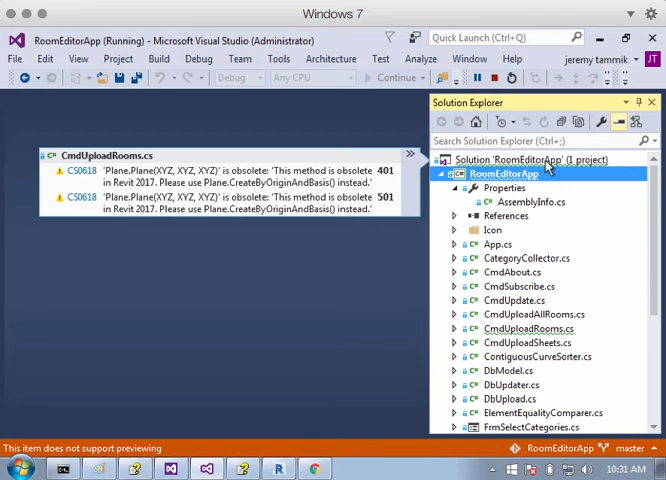 Windows 7
RoomEditorApp (Running) - Microsoft Visual Studio (Administrator)
Quick Launch (Ctrl+Q)
File Edit View Project Build Debug Team Tools Architecture Test Analyze Window Help jeremy tammik JT
Debug Any CPU Continue
Solution Explorer
Search Solution Explorer (Ctrl+;)
CmdUploadRooms.cs
CS0618 'Plane.Plane(XYZ, XYZ, XYZ)' is obsolete: 'This method is obsolete 401
in Revit 2017. Please use Plane.CreateByOriginAndBasis() instead.'
CS0618 'Plane.Plane(XYZ, XYZ, XYZ)' is obsolete: 'This method is obsolete 501
in Revit 2017. Please use Plane.CreateByOriginAndBasis() instead.'
Solution 'RoomEditorApp' (1 project)
RoomEditorApp
Properties
AssemblyInfo.cs
References
Icon
App.cs
CategoryCollector.cs
CmdAbout.cs
CmdSubscribe.cs
CmdUpdate.cs
CmdUploadAllRooms.cs
CmdUploadRooms.cs
CmdUploadSheets.cs
ContiguousCurveSorter.cs
DbModel.cs
DbUpdater.cs
DbUpload.cs
ElementEqualityComparer.cs
FrmSelectCategories.cs
This item does not support previewing
RoomEditorApp master
10:31 AM